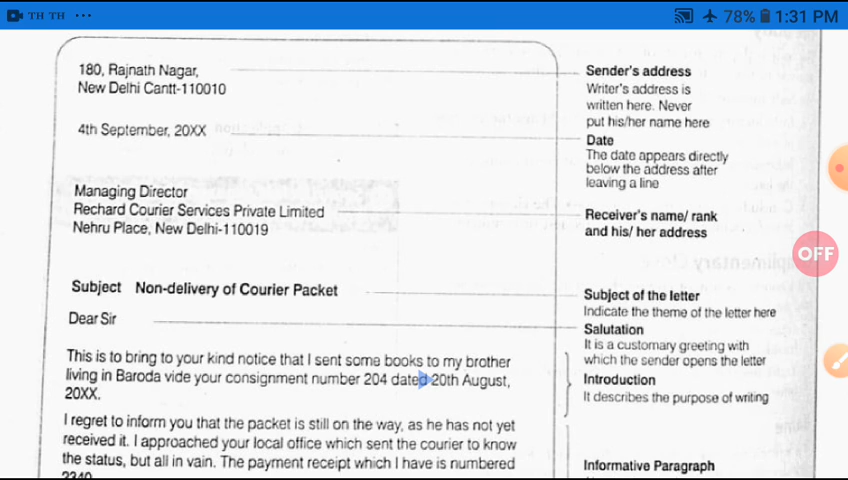 TH TH ... 78% 1:31 PM
180, Rajnath Nagar,
New Delhi Cantt-110010
4th September, 20XX
Managing Director
Rechard Courier Services Private Limited
Nehru Place, New Delhi-110019
Subject Non-delivery of Courier Packet
Dear Sir
This is to bring to your kind notice that I sent some books to my brother
living in Baroda vide your consignment number 204 dated 20th August,
20XX.
I regret to inform you that the packet is still on the way, as he has not yet
received it. I approached your local office which sent the courier to know
the status, but all in vain. The payment receipt which I have is numbered
2340
Sender's address
Writer's address is
written here. Never
put his/her name here
Date
The date appears directly
below the address after
leaving a line
Receiver's name/ rank
and his/ her address
Subject of the letter
Indicate the theme of the letter here
Salutation
It is a customary greeting with
which the sender opens the letter
Introduction
It describes the purpose of writing
Informative Paragraph
OFF